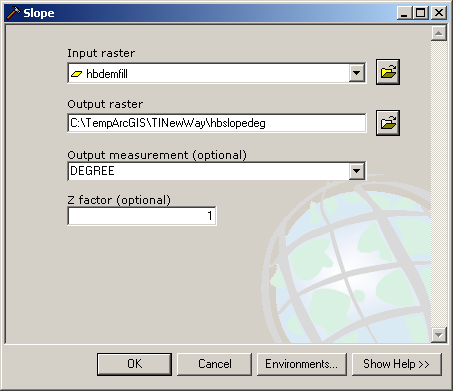 Slope
Input raster
hbdemfill
Output raster
C:\TempArcGIS\TINewWay\hbslopedeg
Output measurement (optional)
DEGREE
Z factor (optional)
1
OK
Cancel
Environments...
Show Help >>